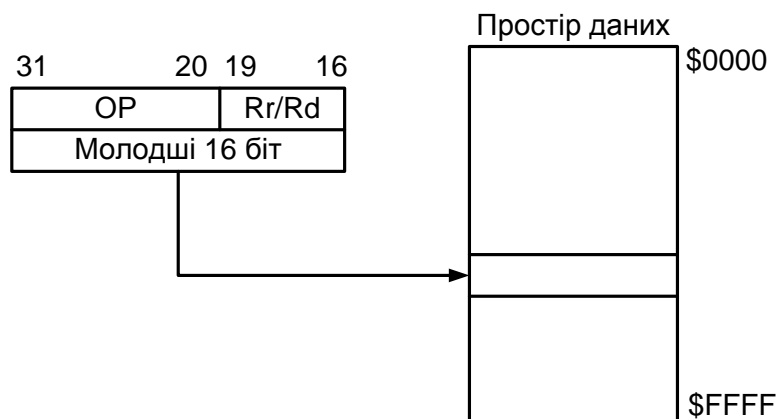 Простір даних
$0000
31 20 19 16
OP Rr/Rd
Молодші 16 біт
$FFFF